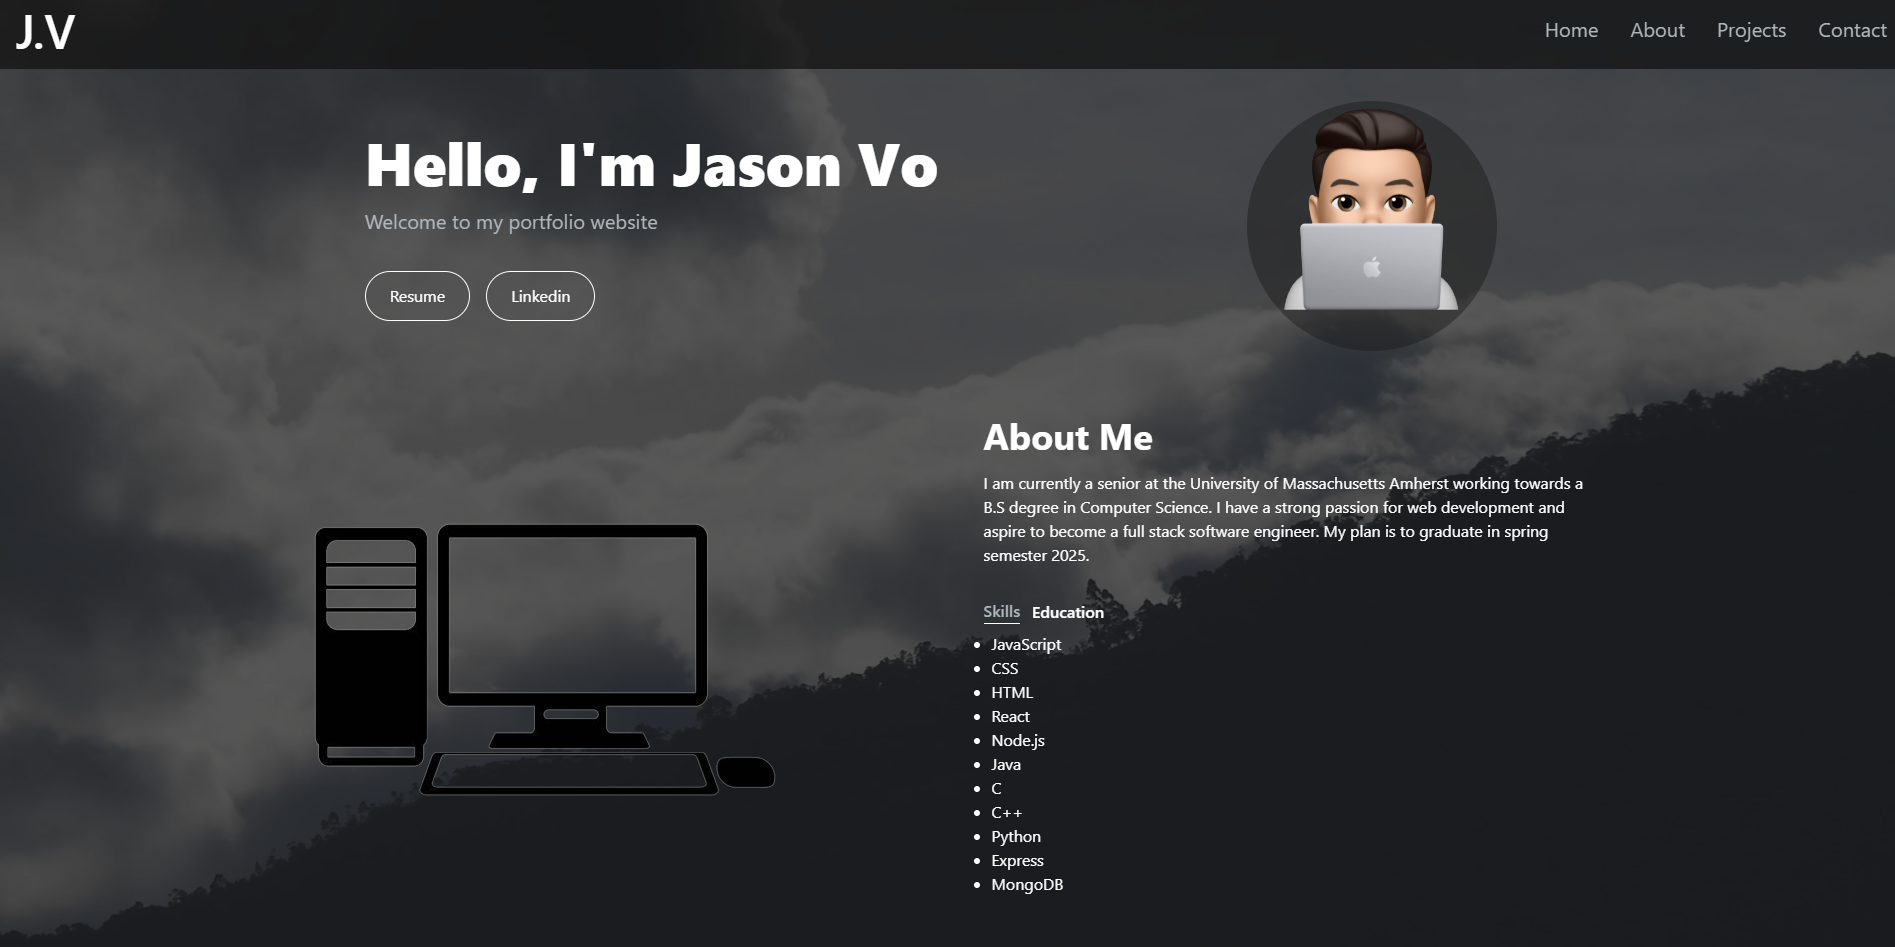 J.V
Home About Projects Contact
Hello, I'm Jason Vo
Welcome to my portfolio website
Resume Linkedin
About Me
I am currently a senior at the University of Massachusetts Amherst working towards a
B.S degree in Computer Science. I have a strong passion for web development and
aspire to become a full stack software engineer. My plan is to graduate in spring
semester 2025.
Skills Education
JavaScript
CSS
HTML
React
Node.js
Java
C
C++
Python
Express
MongoDB